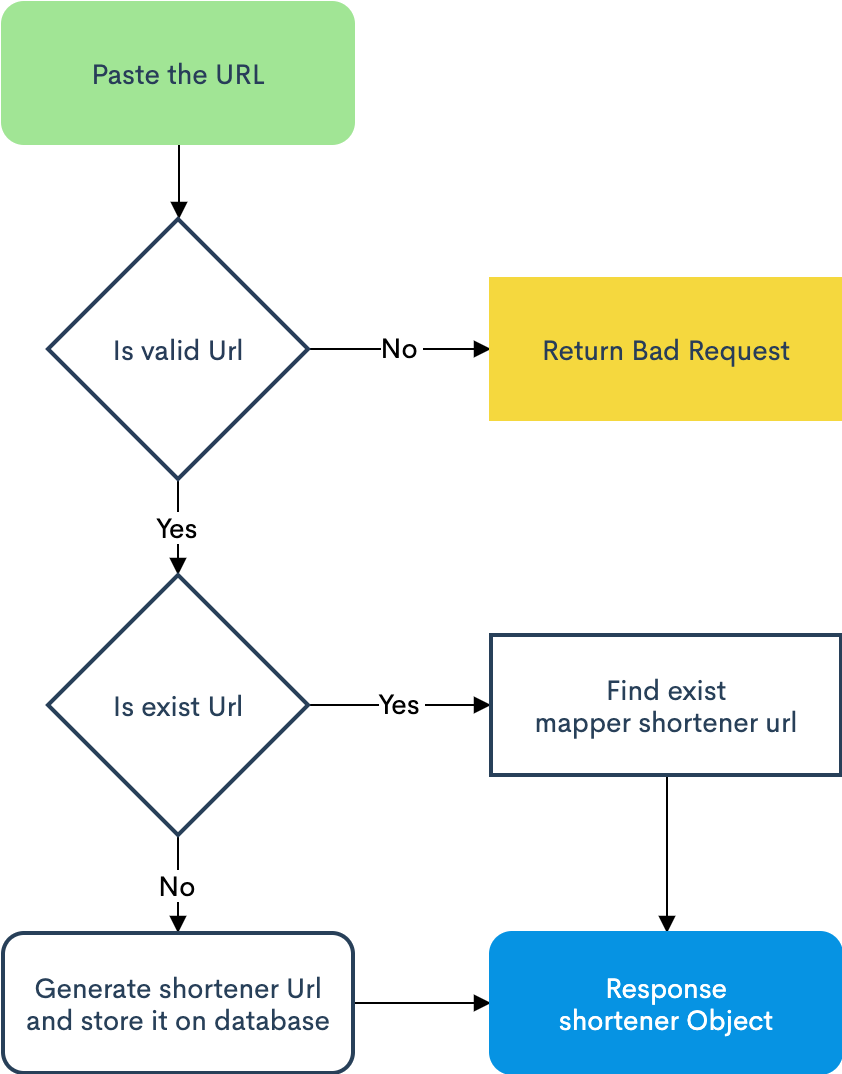 Paste the URL
Is valid Url
No
Return Bad Request
Yes
Is exist Url
Yes
Find exist
mapper shortener url
No
Generate shortener Url
and store it on database
Response
shortener Object